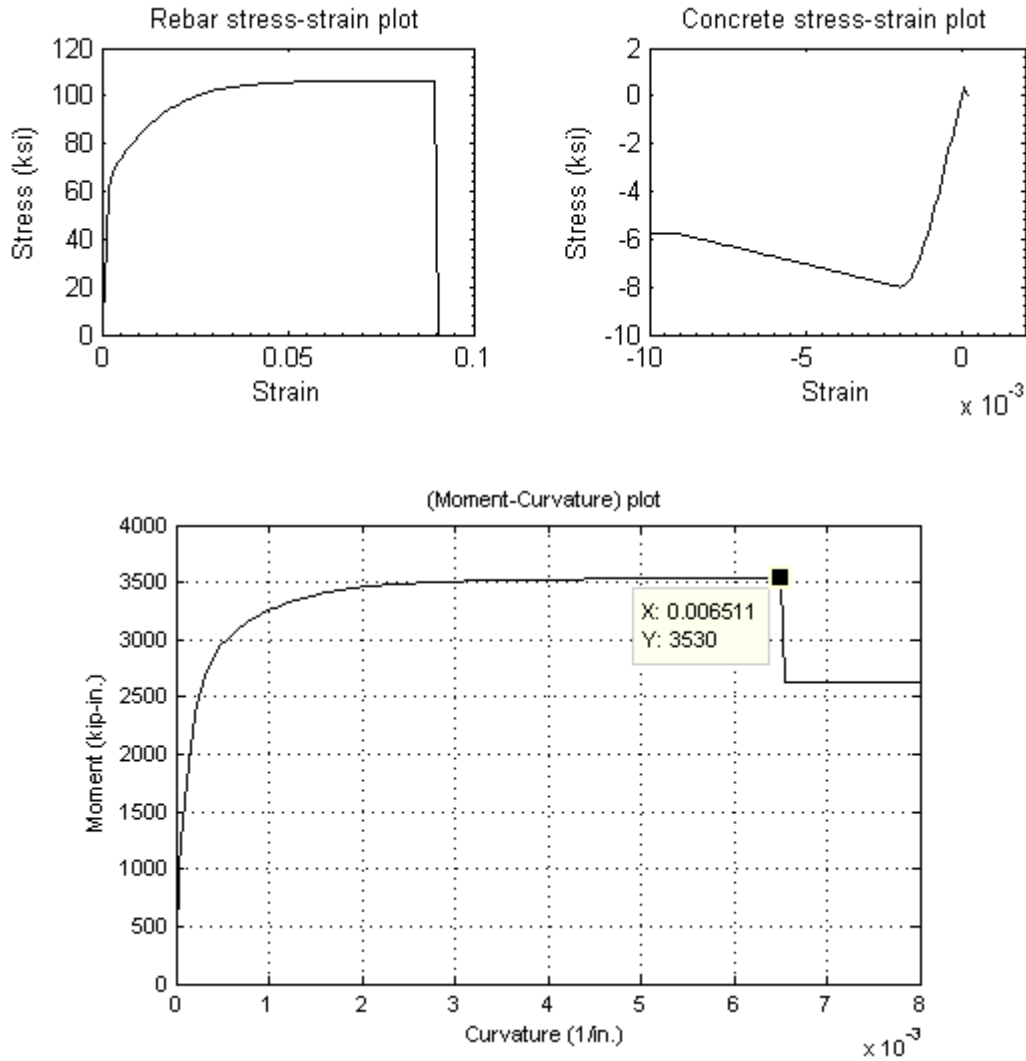 Rebar stress-strain plot
120
100
80
60
40
20
0
Stress (ksi)
0
0.05
0.1
Strain
Concrete stress-strain plot
2
0
-2
-4
-6
-8
-10
Stress (ksi)
-10
-5
0
Strain
x 10⁻³
(Moment-Curvature) plot
4000
3500
3000
2500
2000
1500
1000
500
0
Moment (kip-in.)
X: 0.006511
Y: 3530
0
1
2
3
4
5
6
7
8
Curvature (1/in.)
x 10⁻³